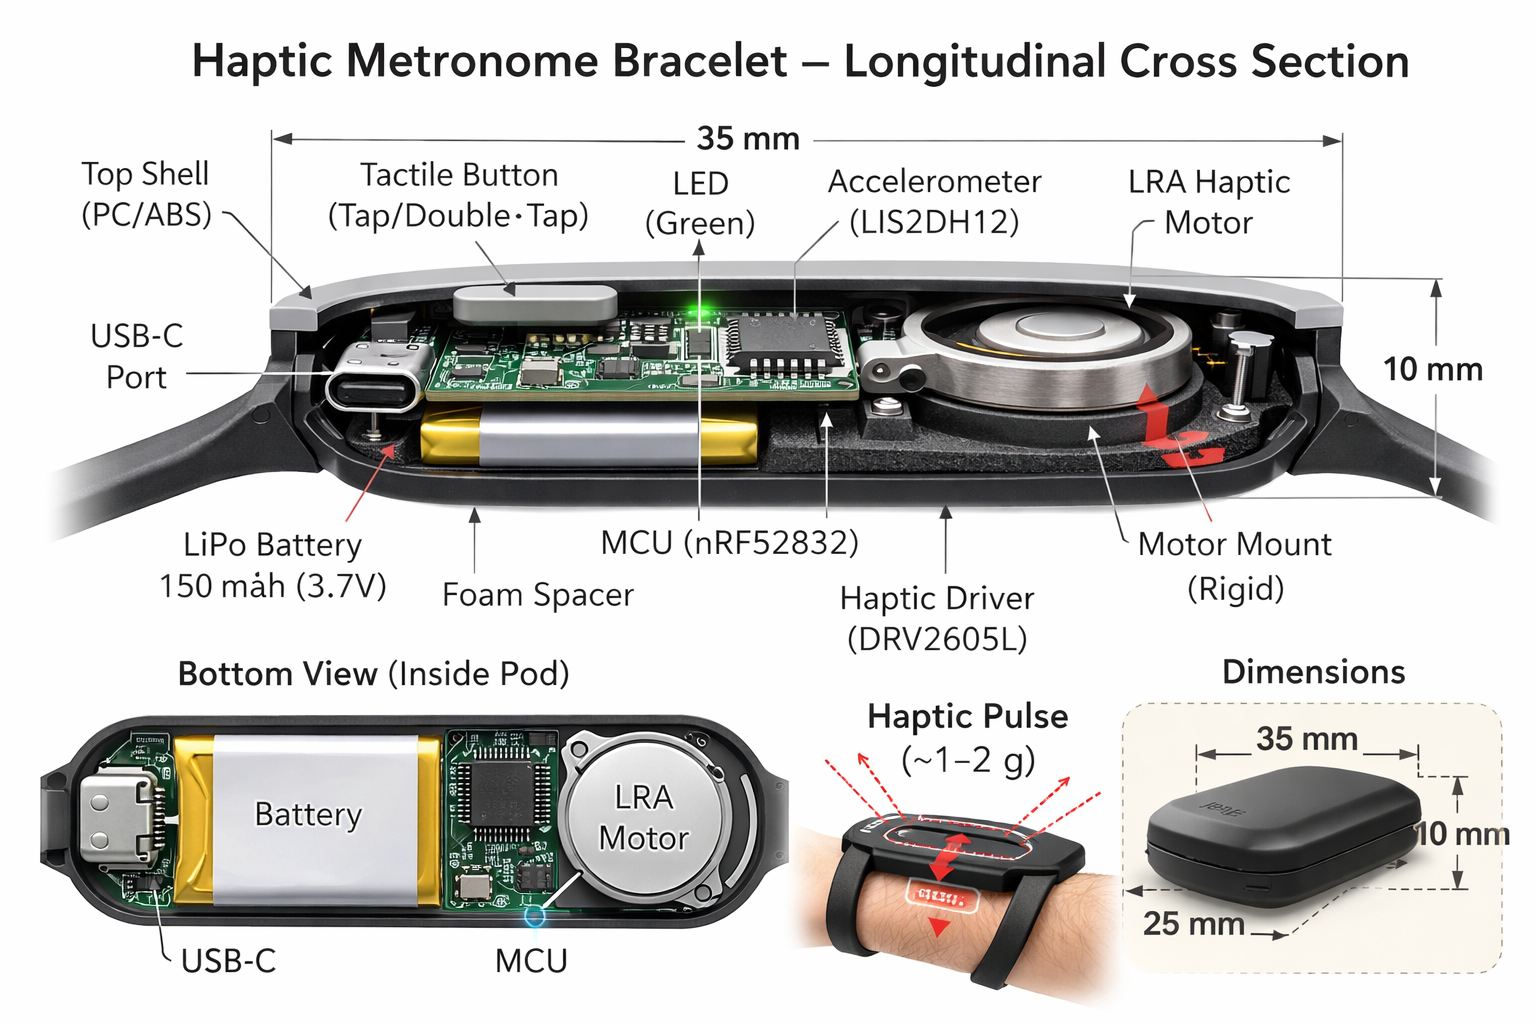 Haptic Metronome Bracelet – Longitudinal Cross Section
35 mm
Top Shell
(PC/ABS)
Tactile Button
(Tap/Double·Tap)
LED
(Green)
Accelerometer
(LIS2DH12)
LRA Haptic
Motor
USB-C
Port
10 mm
LiPo Battery
150 mȧh (3.7V)
Foam Spacer
MCU (nRF52832)
Haptic Driver
(DRV2605L)
Motor Mount
(Rigid)
Bottom View (Inside Pod)
Battery
LRA
Motor
USB-C
MCU
Haptic Pulse
(~1–2 g)
Dimensions
35 mm
10 mm
25 mm